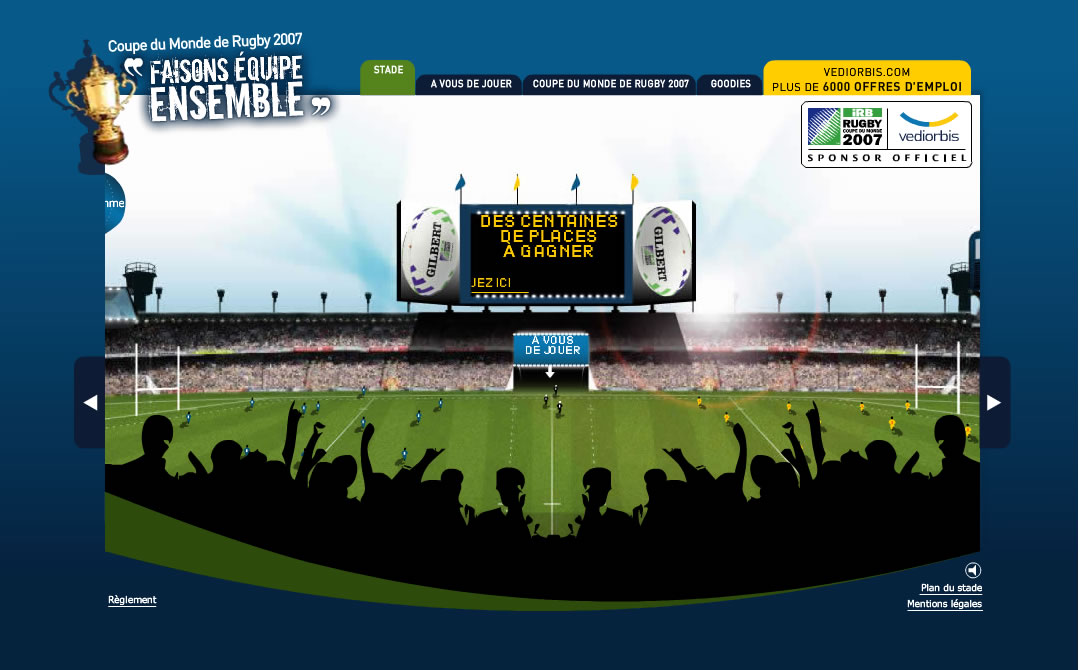 Coupe du Monde de Rugby 2007
“ FAISONS ÉQUIPE
ENSEMBLE ”
STADE
A VOUS DE JOUER
COUPE DU MONDE DE RUGBY 2007
GOODIES
VEDIORBIS.COM
PLUS DE 6000 OFFRES D'EMPLOI
iRB
RUGBY
COUPE DU MONDE
2007
vediorbis
SPONSOR OFFICIEL
nme
DES CENTAINES
DE PLACES
À GAGNER
JEZ ICI
GILBERT
GILBERT
A VOUS
DE JOUER
Règlement
Plan du stade
Mentions légales